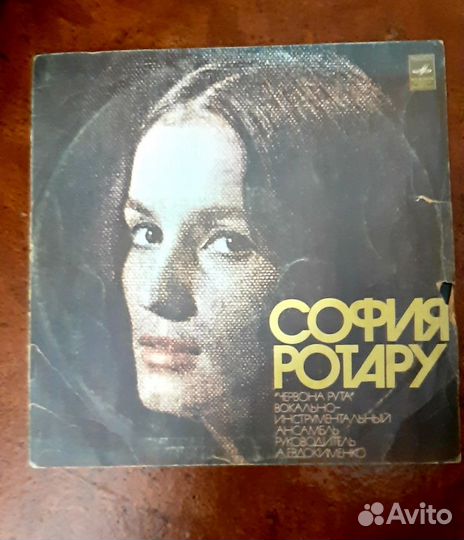 СОФИЯ
РОТАРУ
"ЧЕРВОНА РУТА"
ВОКАЛЬНО-
ИНСТРУМЕНТАЛЬНЫЙ
АНСАМБЛЬ
РУКОВОДИТЕЛЬ
А.ЕВДОКИМЕНКО
Avito